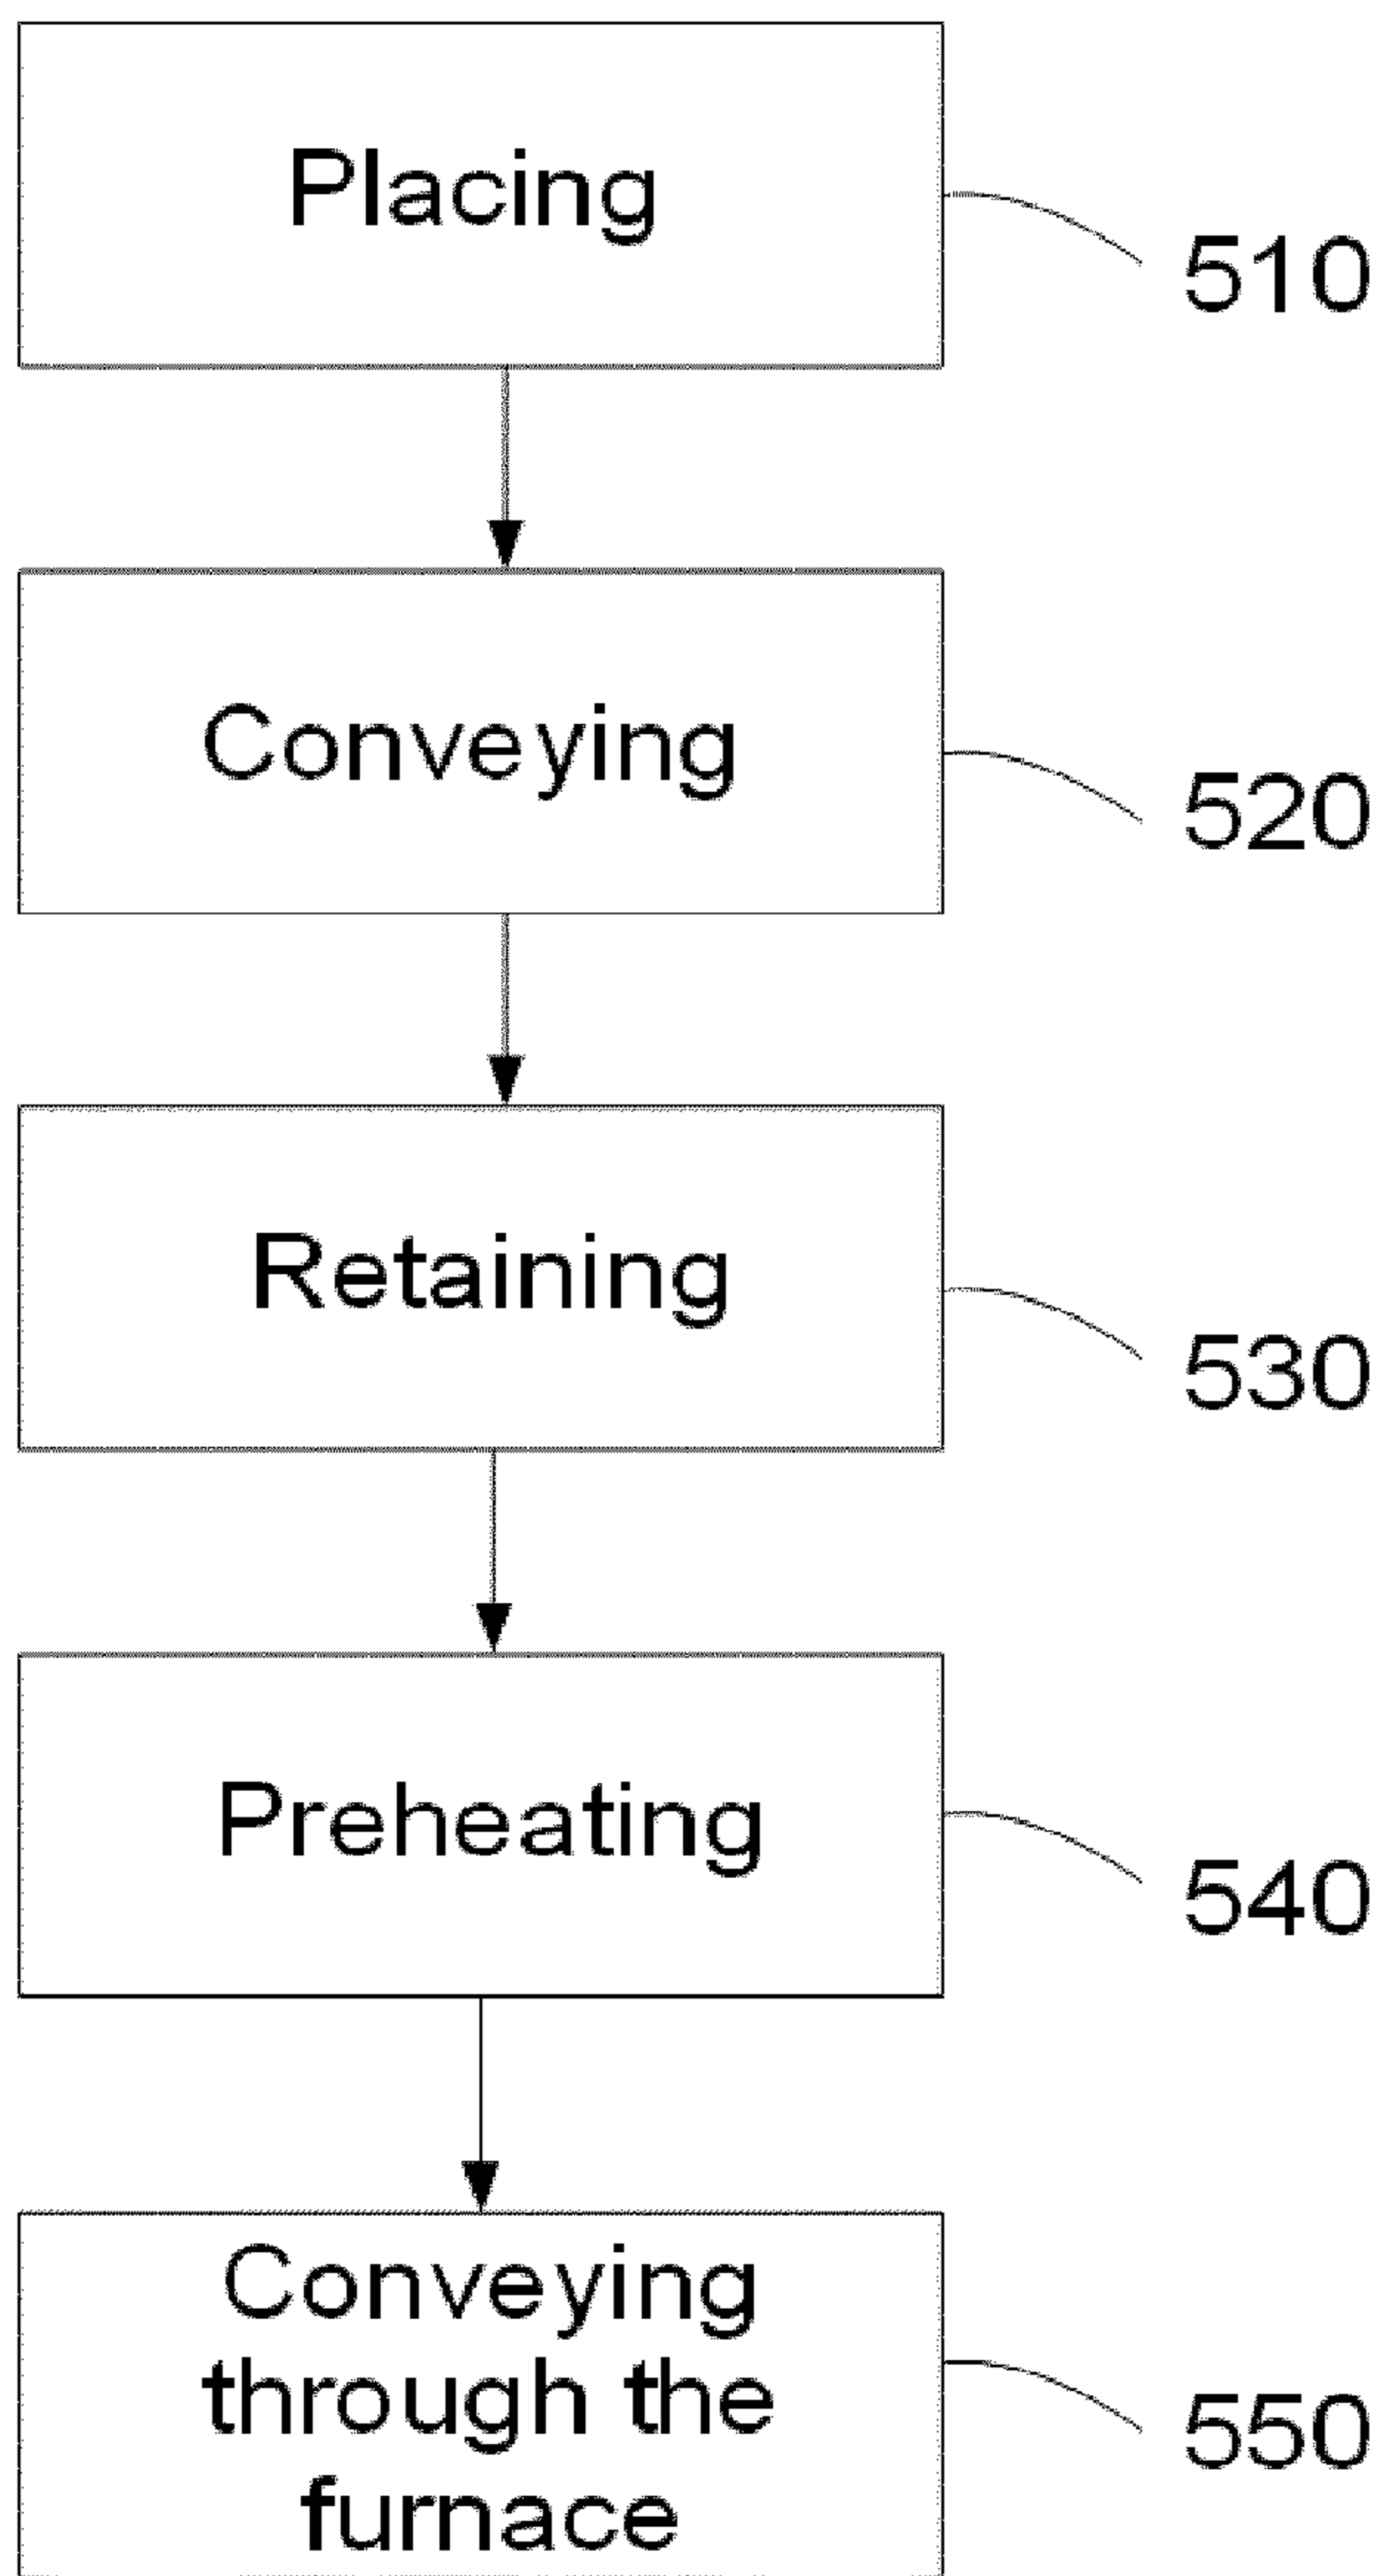 Placing
510
Conveying
520
Retaining
530
Preheating
540
Conveying
through the
furnace
550